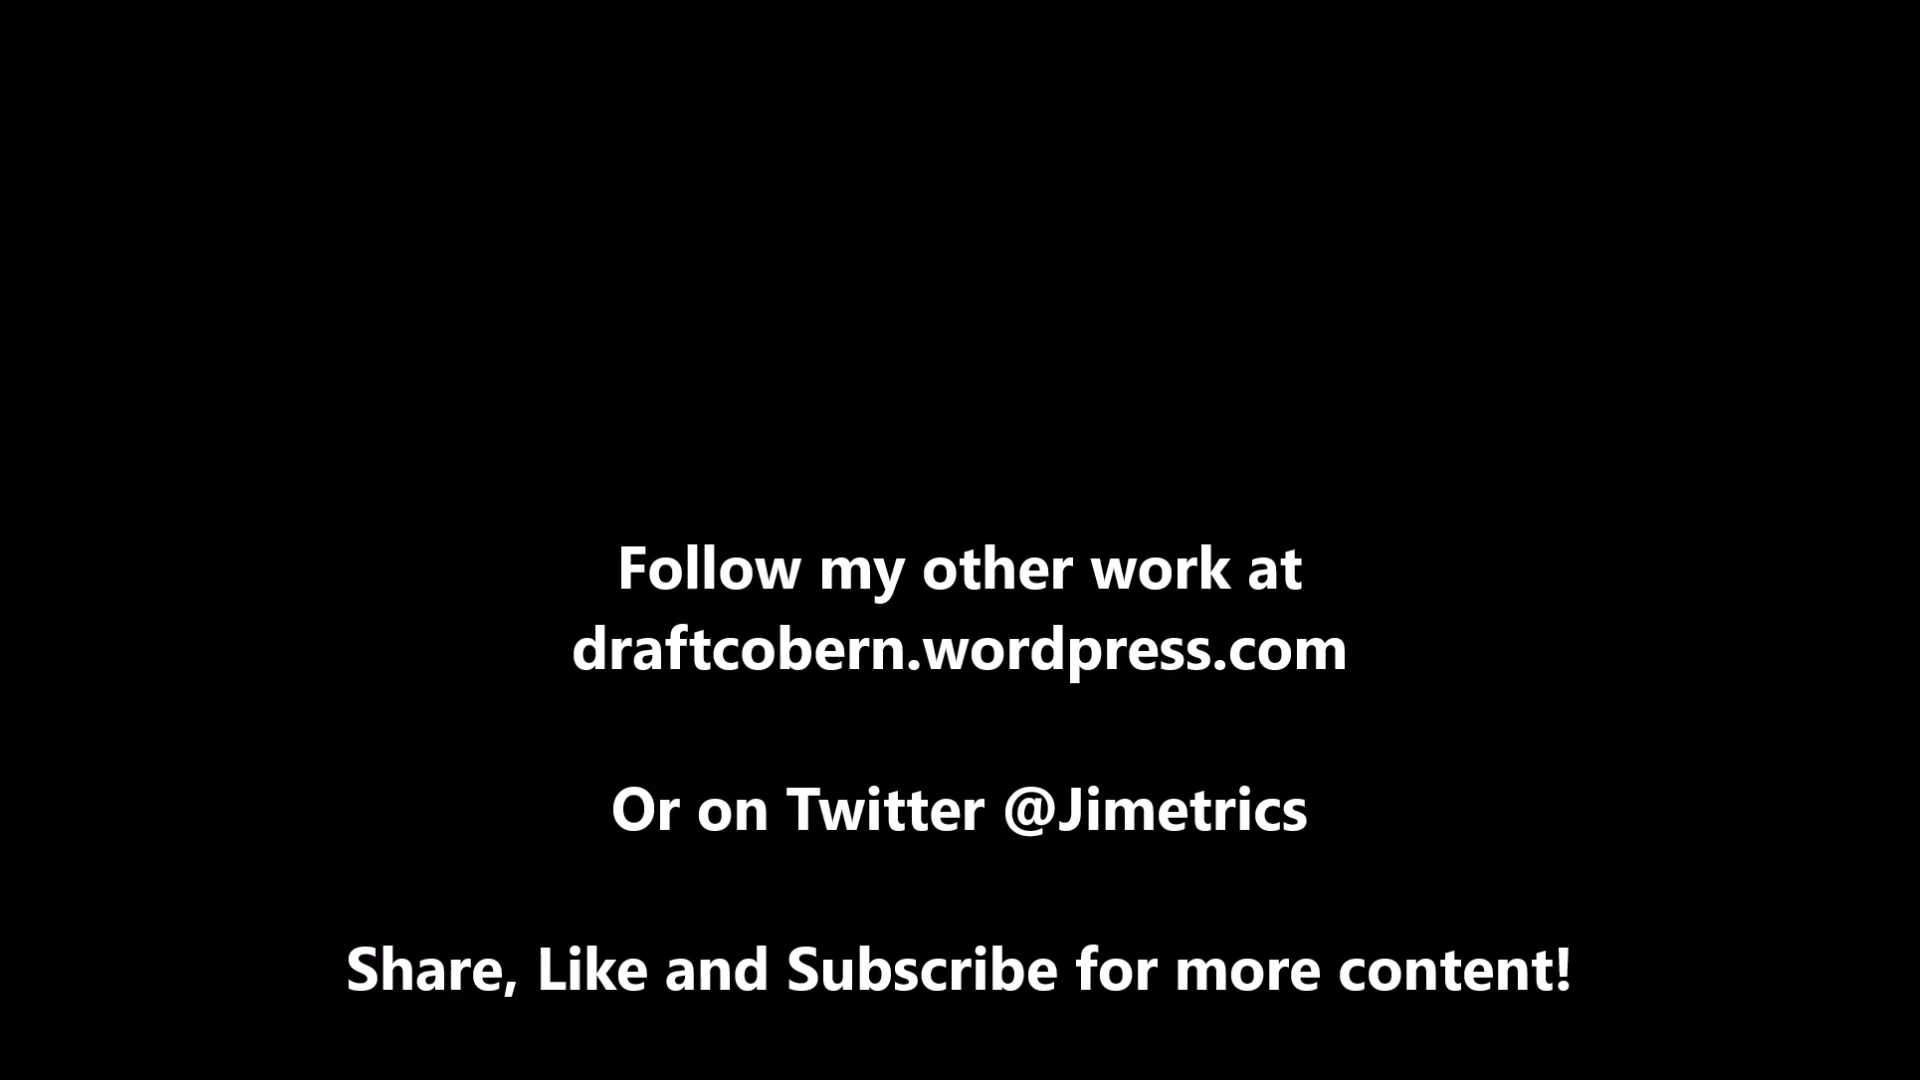 Follow my other work at
draftcobern.wordpress.com
Or on Twitter @Jimetrics
Share, Like and Subscribe for more content!